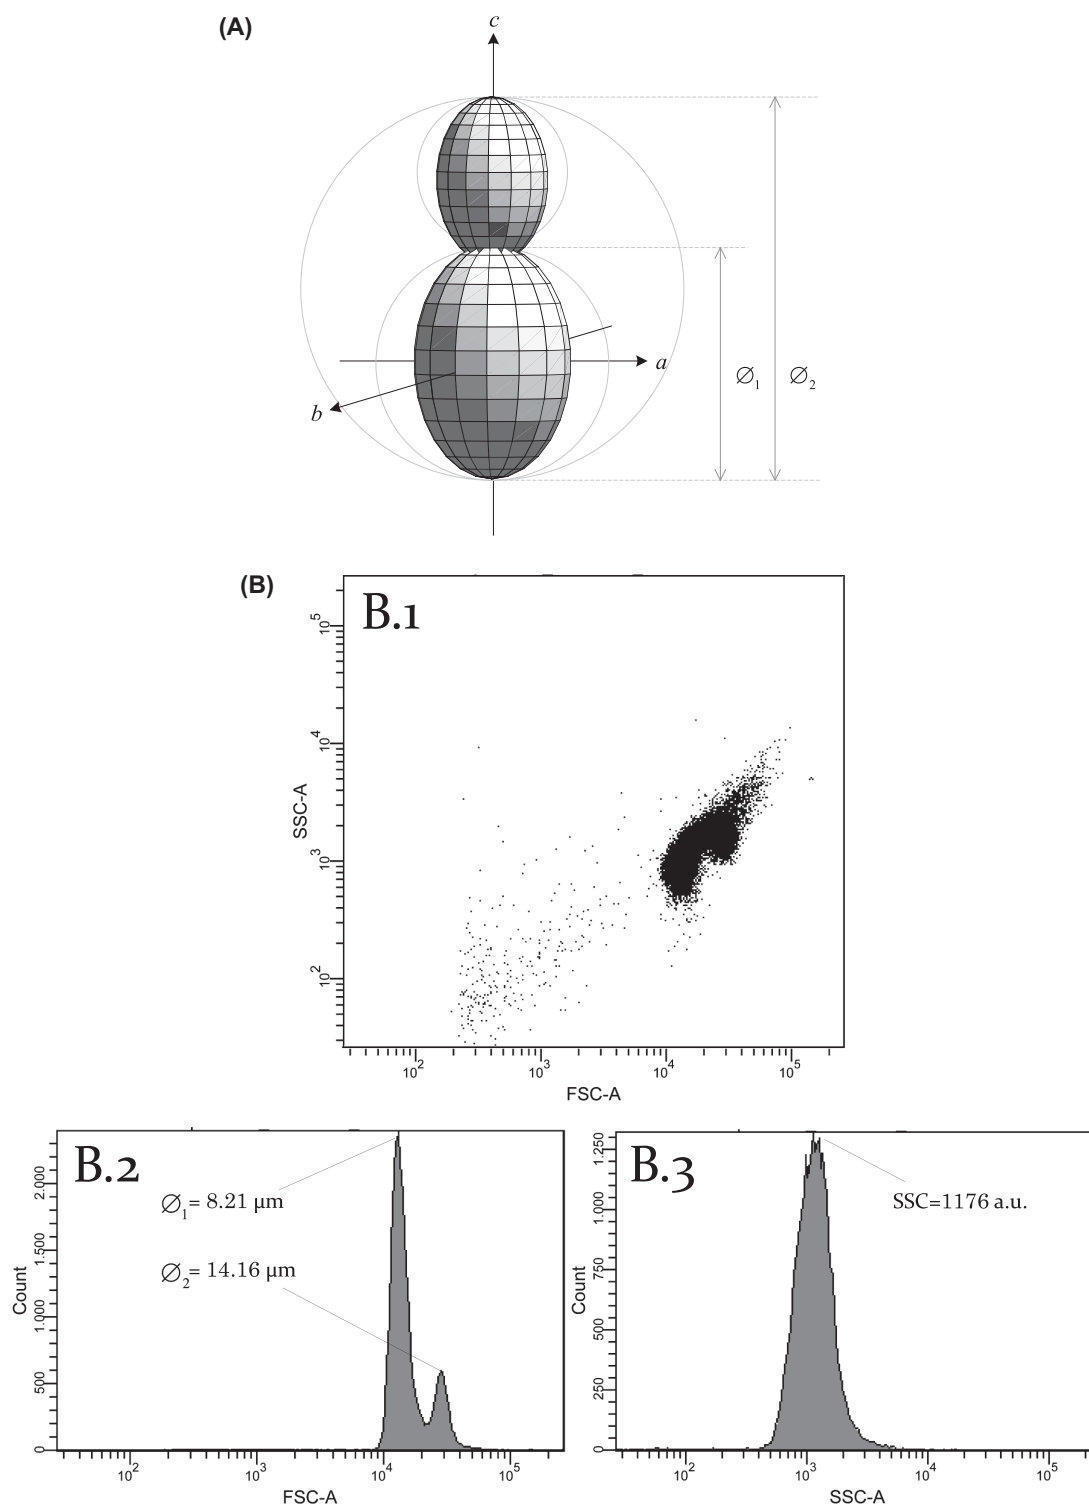 (A)
c
a
b
∅1
∅2
(B)
B.1
SSC-A
10^5
10^4
10^3
10^2
10^2 10^3 10^4 10^5
FSC-A
B.2
∅1= 8.21 µm
∅2= 14.16 µm
Count
2.000
1.500
1.000
500
0
10^2 10^3 10^4 10^5
FSC-A
B.3
SSC=1176 a.u.
Count
1.250
1.000
750
500
250
0
10^2 10^3 10^4 10^5
SSC-A